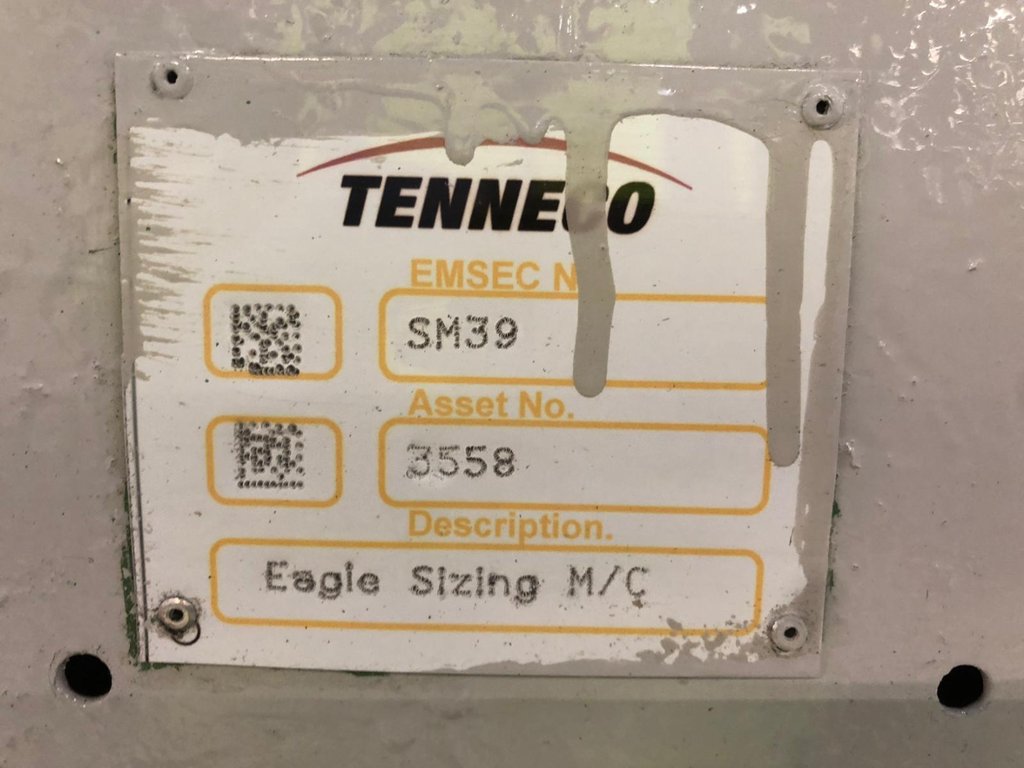 TENNECO
EMSEC N
SM39
Asset No.
3558
Description.
Eagle Sizing M/C